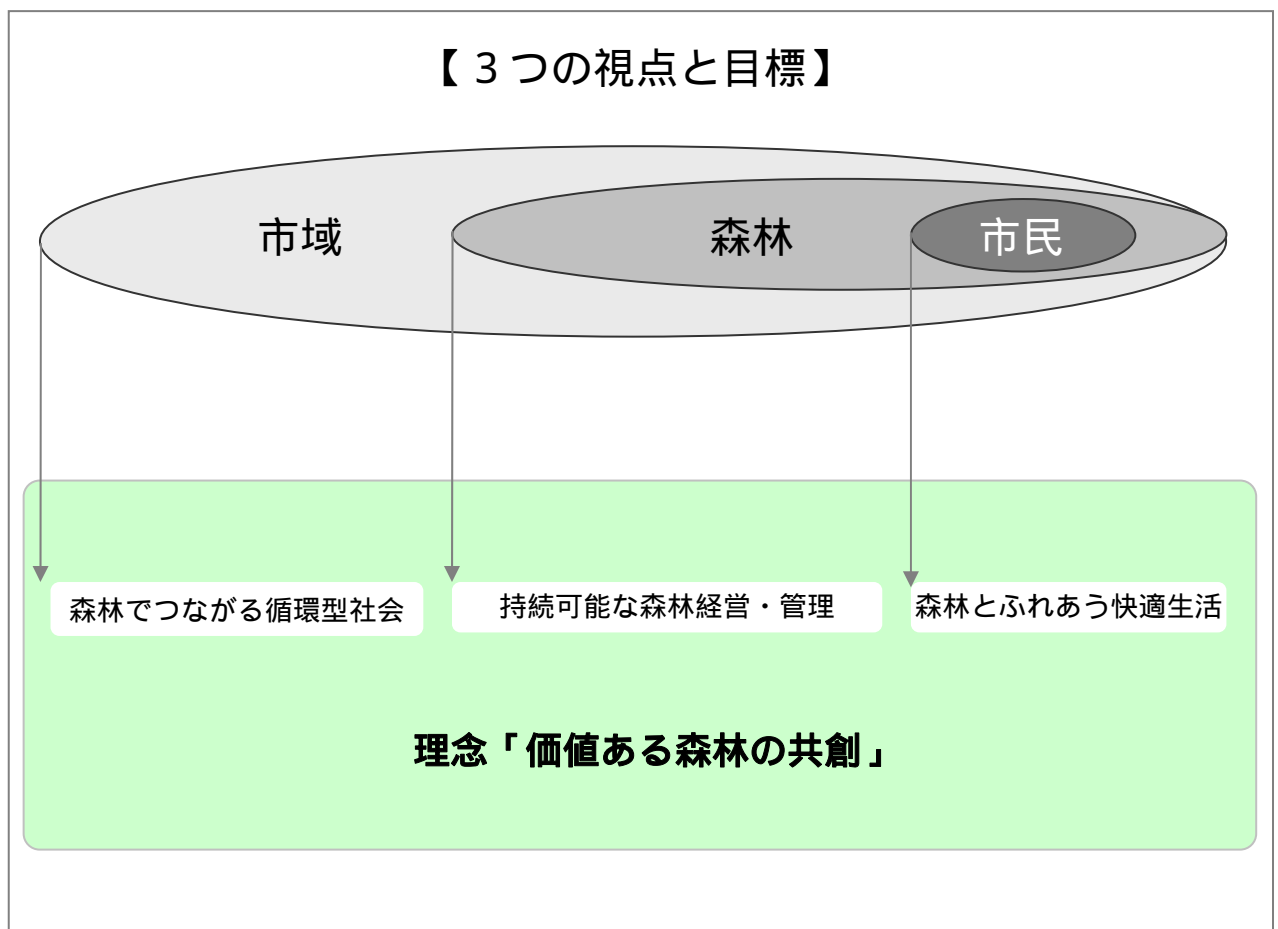 【３つの視点と目標】
市域
森林
市民
森林でつながる循環型社会
持続可能な森林経営・管理
森林とふれあう快適生活
理念「価値ある森林の共創」